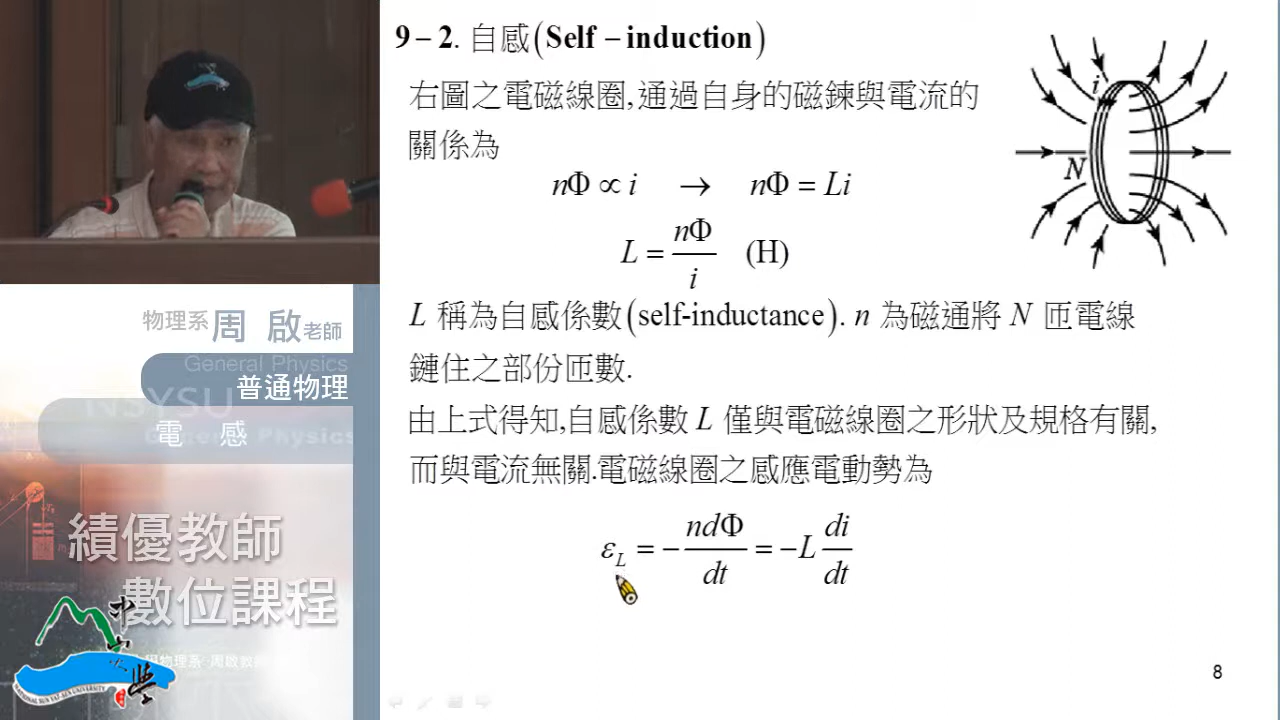 9－2. 自感(Self－induction)
右圖之電磁線圈,通過自身的磁鍊與電流的
關係為
nΦ ∝ i → nΦ = Li
L = nΦ/i (H)
i
N
L 稱為自感係數(self-inductance). n 為磁通將 N 匝電線
鏈住之部份匝數.
由上式得知,自感係數 L 僅與電磁線圈之形狀及規格有關,
而與電流無關.電磁線圈之感應電動勢為
ε_L = －ndΦ/dt = －L di/dt
8
物理系周 啟老師
General Physics
普通物理
NSYSU
電 感
General Physics
績優教師
數位課程
NATIONAL SUN YAT-SEN UNIVERSITY